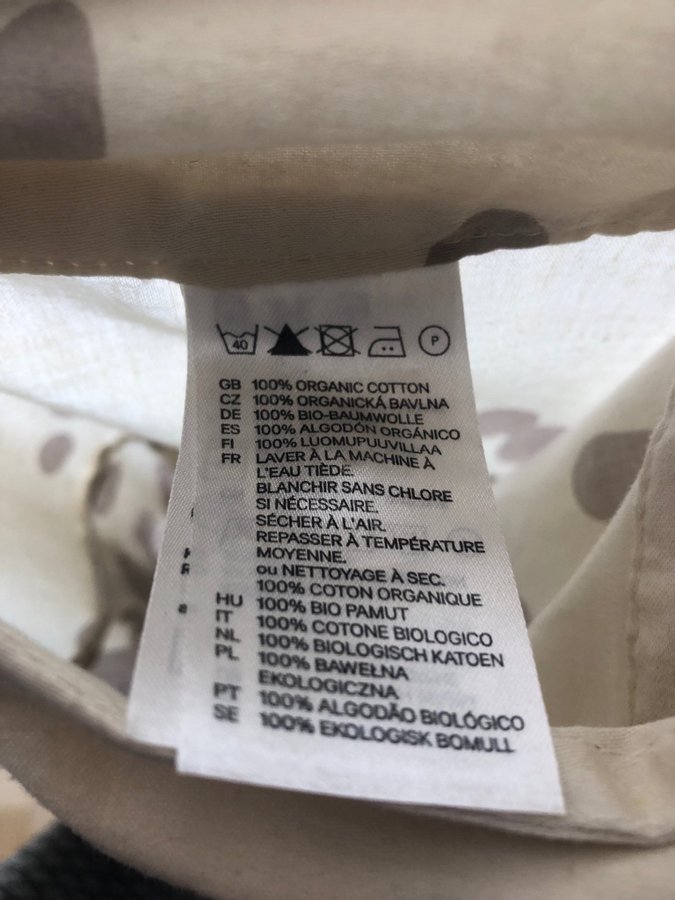 40 P
GB 100% ORGANIC COTTON
CZ 100% ORGANICKÁ BAVLNA
DE 100% BIO-BAUMWOLLE
ES 100% ALGODÓN ORGÁNICO
FI 100% LUOMUPUUVILLAA
FR LAVER À LA MACHINE À
L'EAU TIÈDE.
BLANCHIR SANS CHLORE
SI NÉCESSAIRE.
SÉCHER À L'AIR.
REPASSER À TEMPÉRATURE
MOYENNE.
ou NETTOYAGE À SEC.
100% COTON ORGANIQUE
HU 100% BIO PAMUT
IT 100% COTONE BIOLOGICO
NL 100% BIOLOGISCH KATOEN
PL 100% BAWEŁNA
EKOLOGICZNA
PT 100% ALGODÃO BIOLÓGICO
SE 100% EKOLOGISK BOMULL